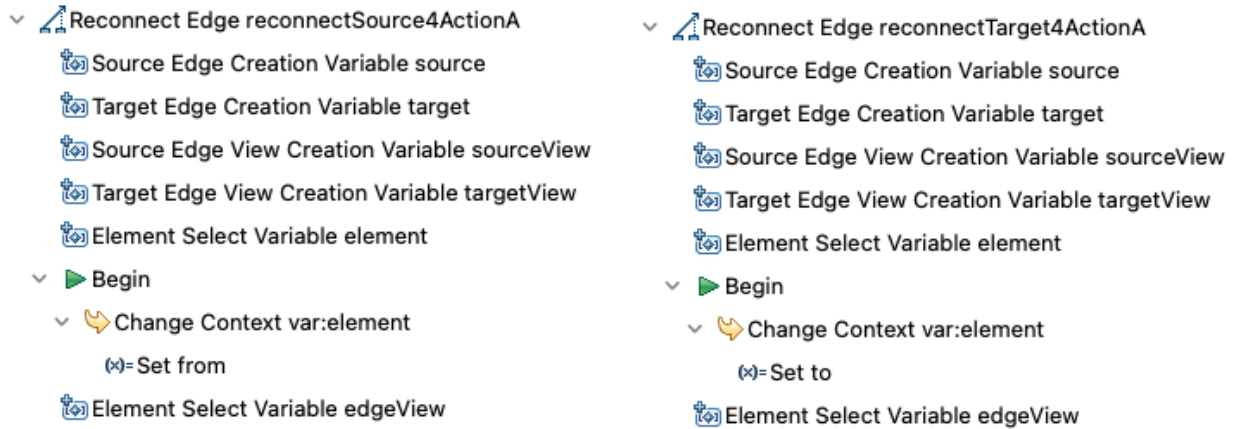 Reconnect Edge reconnectSource4ActionA
Source Edge Creation Variable source
Target Edge Creation Variable target
Source Edge View Creation Variable sourceView
Target Edge View Creation Variable targetView
Element Select Variable element
Begin
Change Context var:element
(x)= Set from
Element Select Variable edgeView
Reconnect Edge reconnectTarget4ActionA
Source Edge Creation Variable source
Target Edge Creation Variable target
Source Edge View Creation Variable sourceView
Target Edge View Creation Variable targetView
Element Select Variable element
Begin
Change Context var:element
(x)= Set to
Element Select Variable edgeView